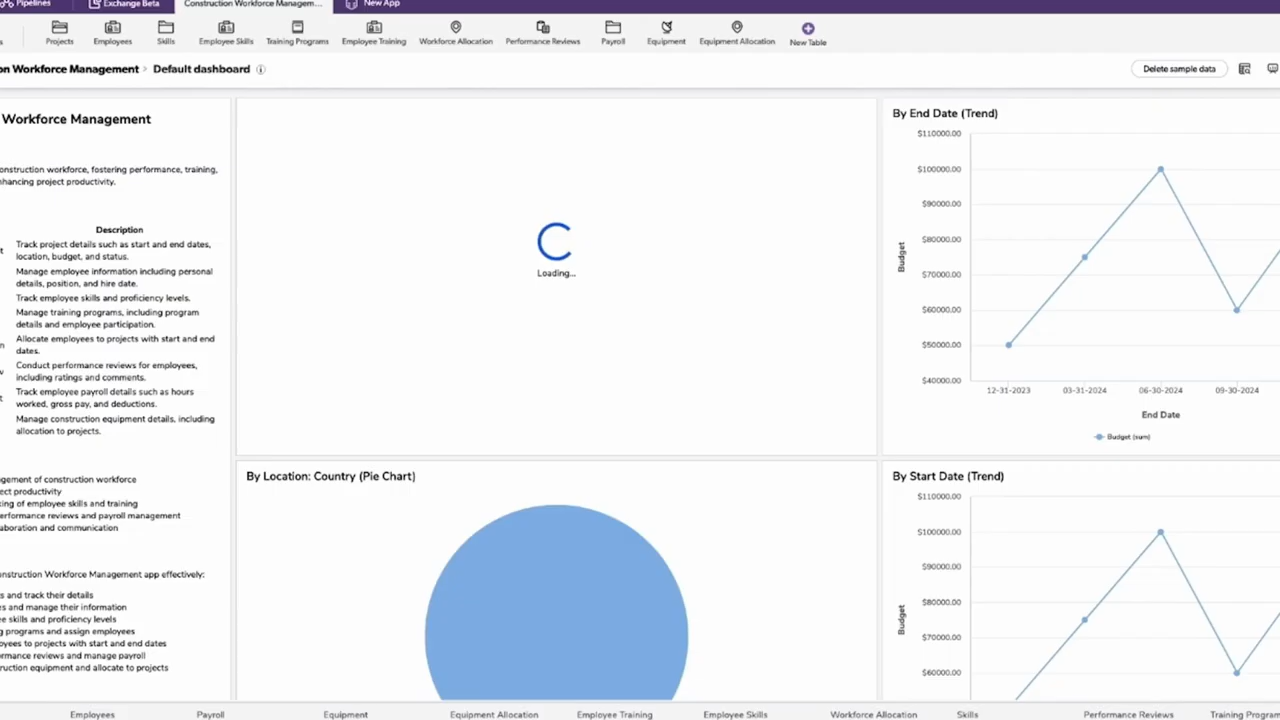 Pipelines
Exchange Beta
Construction Workforce Managem...
New App
Projects
Employees
Skills
Employee Skills
Training Programs
Employee Training
Workforce Allocation
Performance Reviews
Payroll
Equipment
Equipment Allocation
New Table
on Workforce Management > Default dashboard
Delete sample data
Workforce Management
onstruction workforce, fostering performance, training,
nhancing project productivity.
Description
Track project details such as start and end dates,
location, budget, and status.
Manage employee information including personal
details, position, and hire date.
Track employee skills and proficiency levels.
Manage training programs, including program
details and employee participation.
Allocate employees to projects with start and end
dates.
Conduct performance reviews for employees,
including ratings and comments.
Track employee payroll details such as hours
worked, gross pay, and deductions.
Manage construction equipment details, including
allocation to projects.
gement of construction workforce
ect productivity
king of employee skills and training
erformance reviews and payroll management
aboration and communication
onstruction Workforce Management app effectively:
s and track their details
es and manage their information
e skills and proficiency levels
g programs and assign employees
oyees to projects with start and end dates
rmance reviews and manage payroll
ruction equipment and allocate to projects
Loading...
By Location: Country (Pie Chart)
By End Date (Trend)
$110000.00
$100000.00
$90000.00
$80000.00
$70000.00
$60000.00
$50000.00
$40000.00
Budget
12-31-2023
03-31-2024
06-30-2024
09-30-2024
End Date
Budget (sum)
By Start Date (Trend)
$110000.00
$100000.00
$90000.00
$80000.00
$70000.00
$60000.00
Budget
Employees
Payroll
Equipment
Equipment Allocation
Employee Training
Employee Skills
Workforce Allocation
Skills
Performance Reviews
Training Program